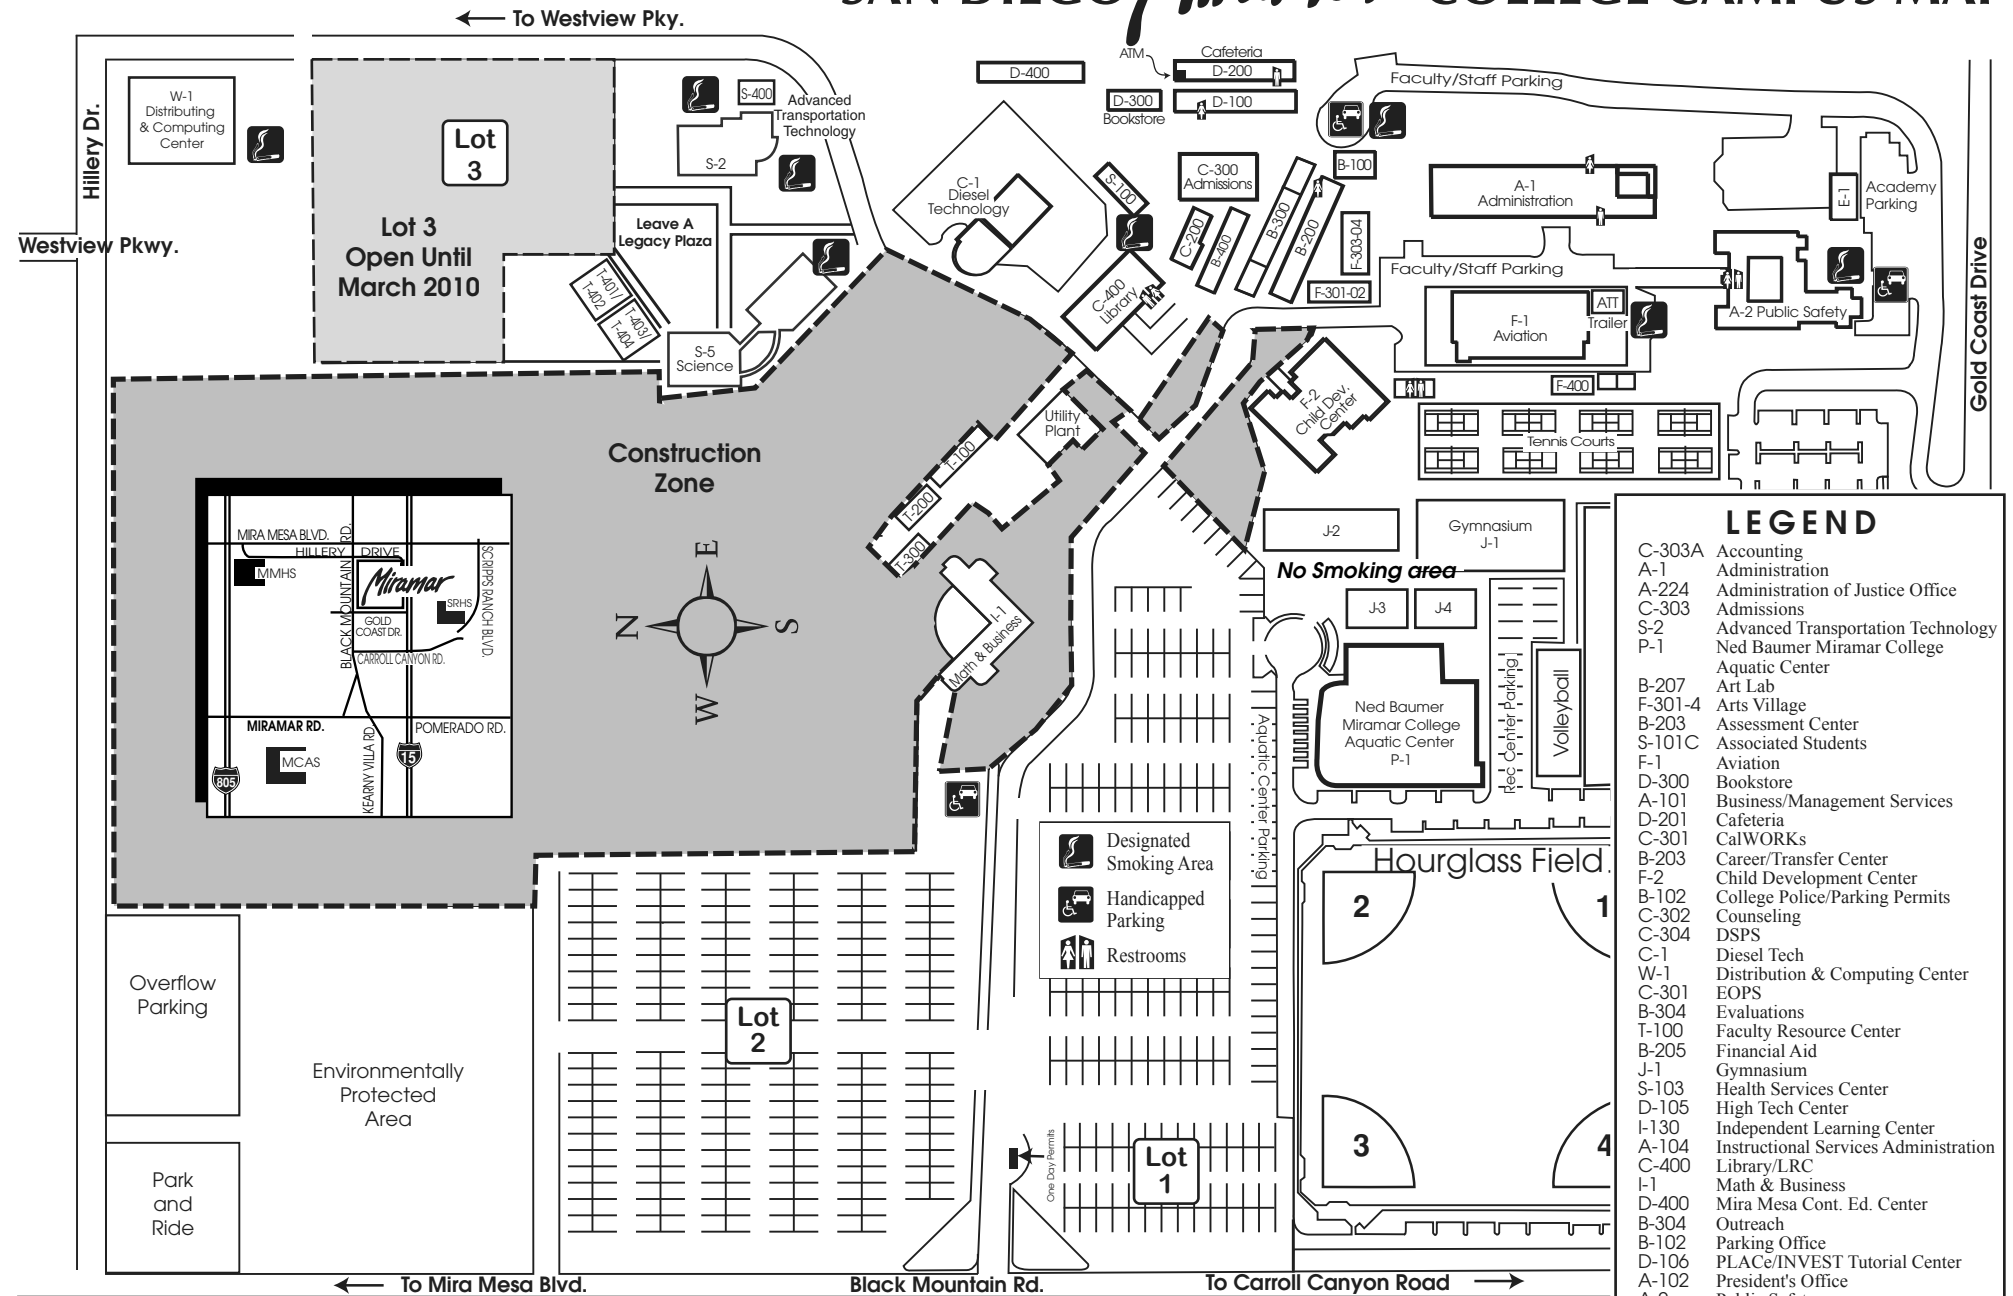 SAN DIEGO Miramar COLLEGE CAMPUS MAP
To Westview Pky.
Hillery Dr.
Westview Pkwy.
W-1
Distributing
& Computing
Center
Lot
3
Lot 3
Open Until
March 2010
S-400
Advanced
Transportation
Technology
S-2
Leave A
Legacy Plaza
T-401/
T-402
T-403/
T-404
S-5
Science
D-400
ATM
Cafeteria
D-200
D-300
Bookstore
D-100
C-1
Diesel
Technology
S-100
C-300
Admissions
C-200
B-400
B-300
B-200
B-100
F-303-04
F-301-02
C-400
Library
Faculty/Staff Parking
A-1
Administration
E-1
Academy
Parking
Faculty/Staff Parking
F-1
Aviation
ATT
Trailer
A-2 Public Safety
Gold Coast Drive
F-400
Tennis Courts
F-2
Child Dev.
Center
Utility
Plant
T-100
T-200
T-300
Construction
Zone
N
E
S
W
I-1
Math & Business
MIRA MESA BLVD.
HILLERY DRIVE
BLACK MOUNTAIN RD.
MMHS
Miramar
SRHS
SCRIPPS RANCH BLVD.
GOLD
COAST DR.
CARROLL CANYON RD.
MIRAMAR RD.
POMERADO RD.
KEARNY VILLA RD.
MCAS
805
15
J-2
Gymnasium
J-1
No Smoking area
J-3
J-4
Ned Baumer
Miramar College
Aquatic Center
P-1
Rec Center Parking
Volleyball
Aquatic Center Parking
Designated
Smoking Area
Handicapped
Parking
Restrooms
Hourglass Field
2
1
3
4
Overflow
Parking
Environmentally
Protected
Area
Park
and
Ride
Lot
2
One Day Permits
Lot
1
To Mira Mesa Blvd.
Black Mountain Rd.
To Carroll Canyon Road
LEGEND
C-303A Accounting
A-1 Administration
A-224 Administration of Justice Office
C-303 Admissions
S-2 Advanced Transportation Technology
P-1 Ned Baumer Miramar College
Aquatic Center
B-207 Art Lab
F-301-4 Arts Village
B-203 Assessment Center
S-101C Associated Students
F-1 Aviation
D-300 Bookstore
A-101 Business/Management Services
D-201 Cafeteria
C-301 CalWORKs
B-203 Career/Transfer Center
F-2 Child Development Center
B-102 College Police/Parking Permits
C-302 Counseling
C-304 DSPS
C-1 Diesel Tech
W-1 Distribution & Computing Center
C-301 EOPS
B-304 Evaluations
T-100 Faculty Resource Center
B-205 Financial Aid
J-1 Gymnasium
S-103 Health Services Center
D-105 High Tech Center
I-130 Independent Learning Center
A-104 Instructional Services Administration
C-400 Library/LRC
I-1 Math & Business
D-400 Mira Mesa Cont. Ed. Center
B-304 Outreach
B-102 Parking Office
D-106 PLACe/INVEST Tutorial Center
A-102 President's Office